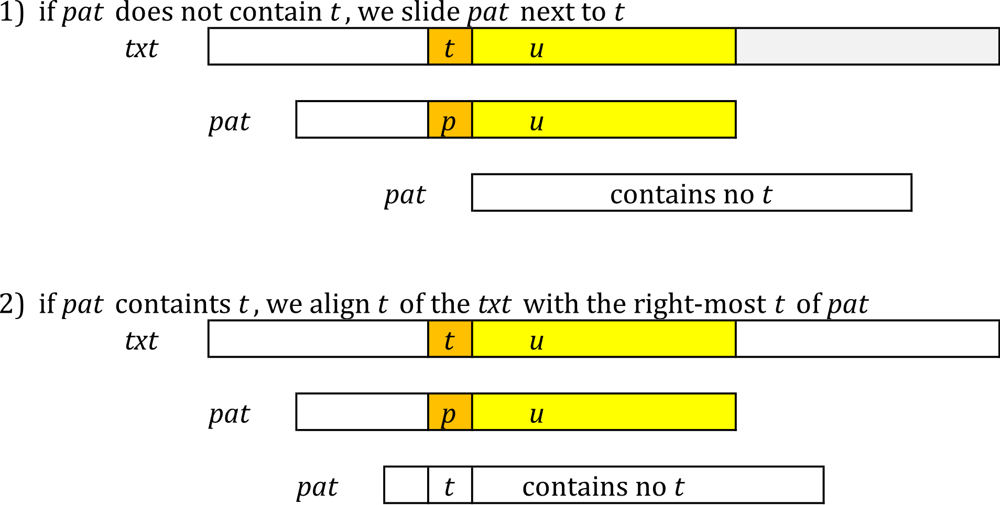 1) if pat does not contain t, we slide pat next to t
txt t u
pat p u
pat contains no t
2) if pat containts t, we align t of the txt with the right-most t of pat
txt t u
pat p u
pat t contains no t